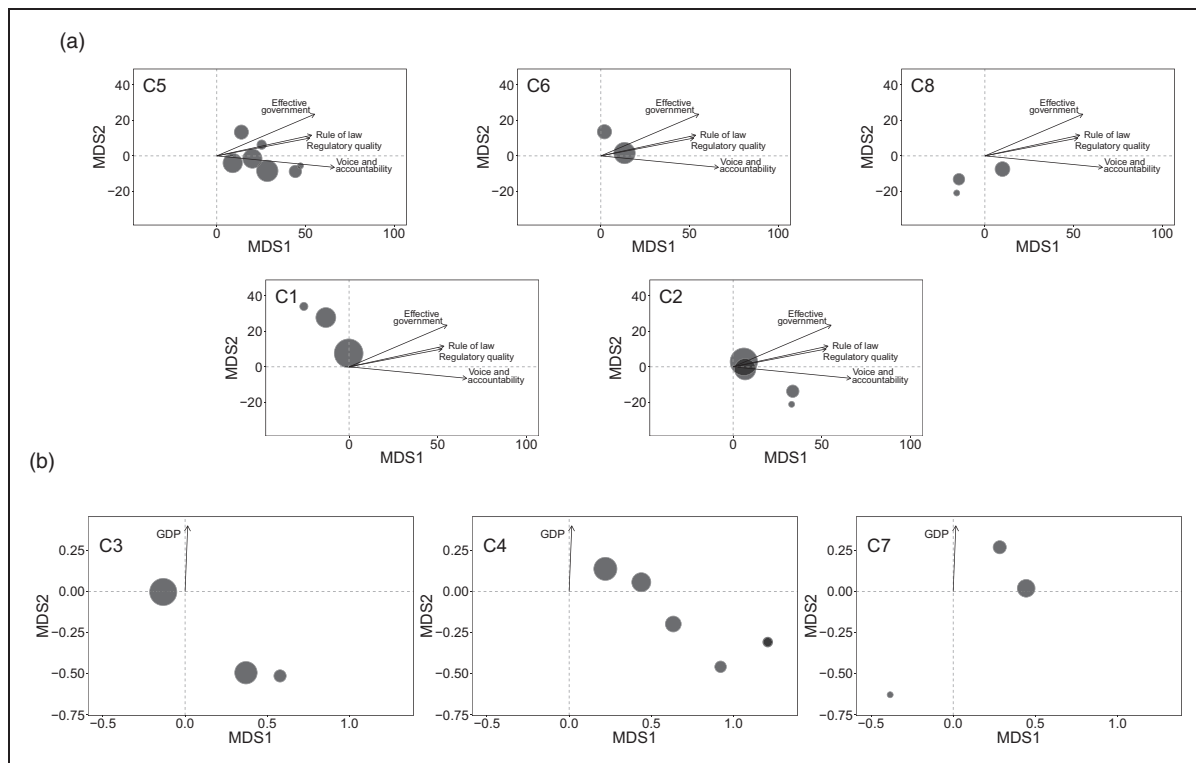 (a)
C5
40
20
0
−20
MDS2
Effective
government
Rule of law
Regulatory quality
Voice and
accountability
0
50
100
MDS1
C6
40
20
0
−20
MDS2
Effective
government
Rule of law
Regulatory quality
Voice and
accountability
0
50
100
MDS1
C8
40
20
0
−20
MDS2
Effective
government
Rule of law
Regulatory quality
Voice and
accountability
0
50
100
MDS1
C1
40
20
0
−20
MDS2
Effective
government
Rule of law
Regulatory quality
Voice and
accountability
0
50
100
MDS1
C2
40
20
0
−20
MDS2
Effective
government
Rule of law
Regulatory quality
Voice and
accountability
0
50
100
MDS1
(b)
C3
GDP
0.25
0.00
−0.25
−0.50
−0.75
MDS2
−0.5
0.0
0.5
1.0
MDS1
C4
GDP
0.25
0.00
−0.25
−0.50
−0.75
MDS2
−0.5
0.0
0.5
1.0
MDS1
C7
GDP
0.25
0.00
−0.25
−0.50
−0.75
MDS2
−0.5
0.0
0.5
1.0
MDS1